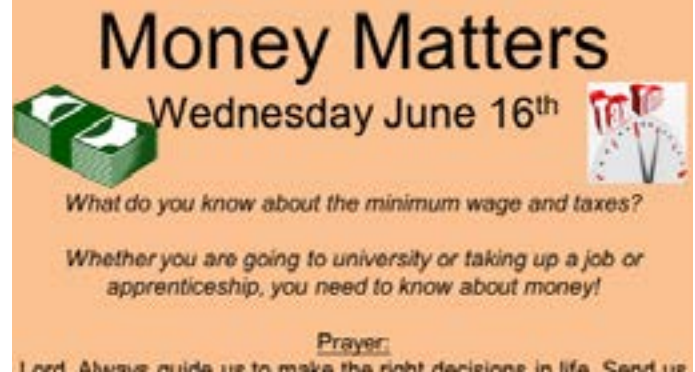 Money Matters
Wednesday June 16th
What do you know about the minimum wage and taxes?
Whether you are going to university or taking up a job or
apprenticeship, you need to know about money!
Prayer:
Lord, Always guide us to make the right decisions in life. Send us